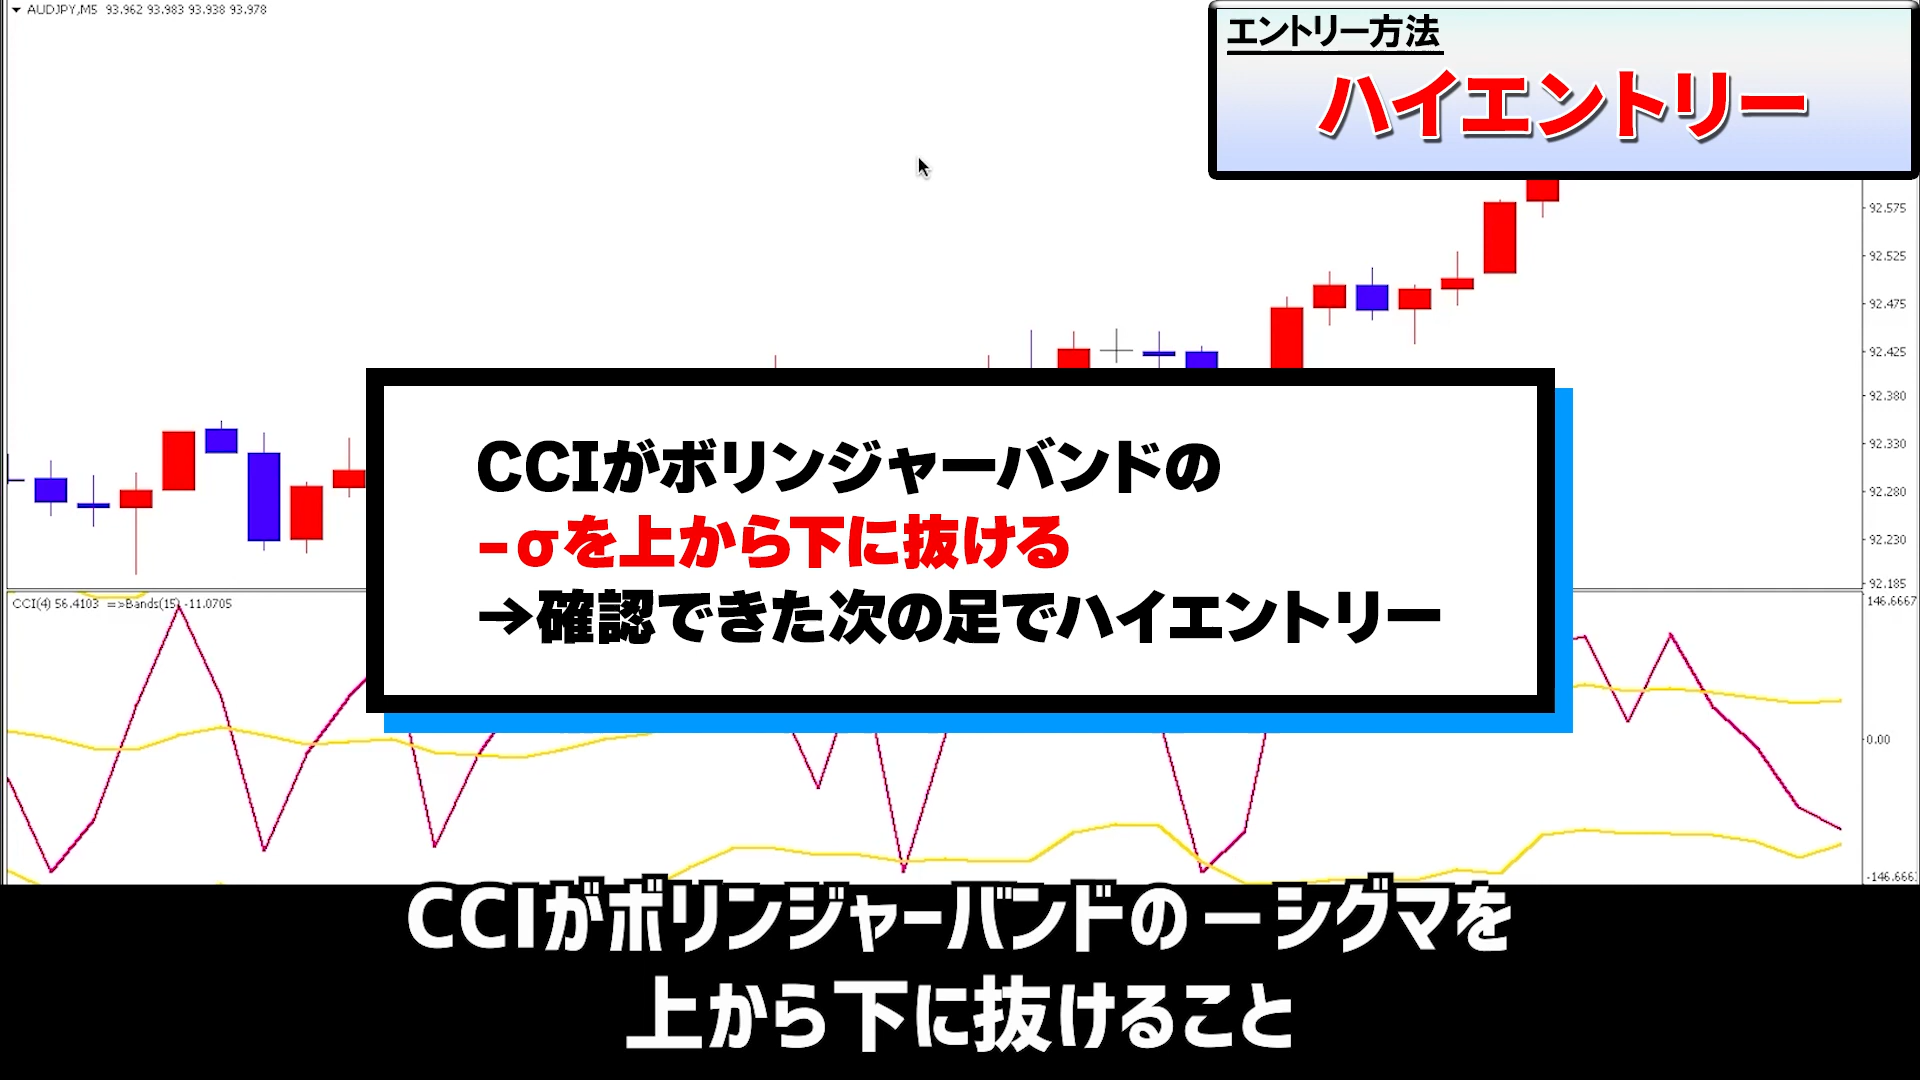 AUDJPY,M5 93.962 93.983 93.938 93.978
エントリー方法
ハイエントリー
92.575
92.525
92.475
92.425
92.380
92.330
92.280
92.230
92.185
CCIがボリンジャーバンドの
-σを上から下に抜ける
→確認できた次の足でハイエントリー
CCI(4) 56.4103 =>Bands(15) -11.0705
146.6667
0.00
-146.666
CCIがボリンジャーバンドの－シグマを
上から下に抜けること